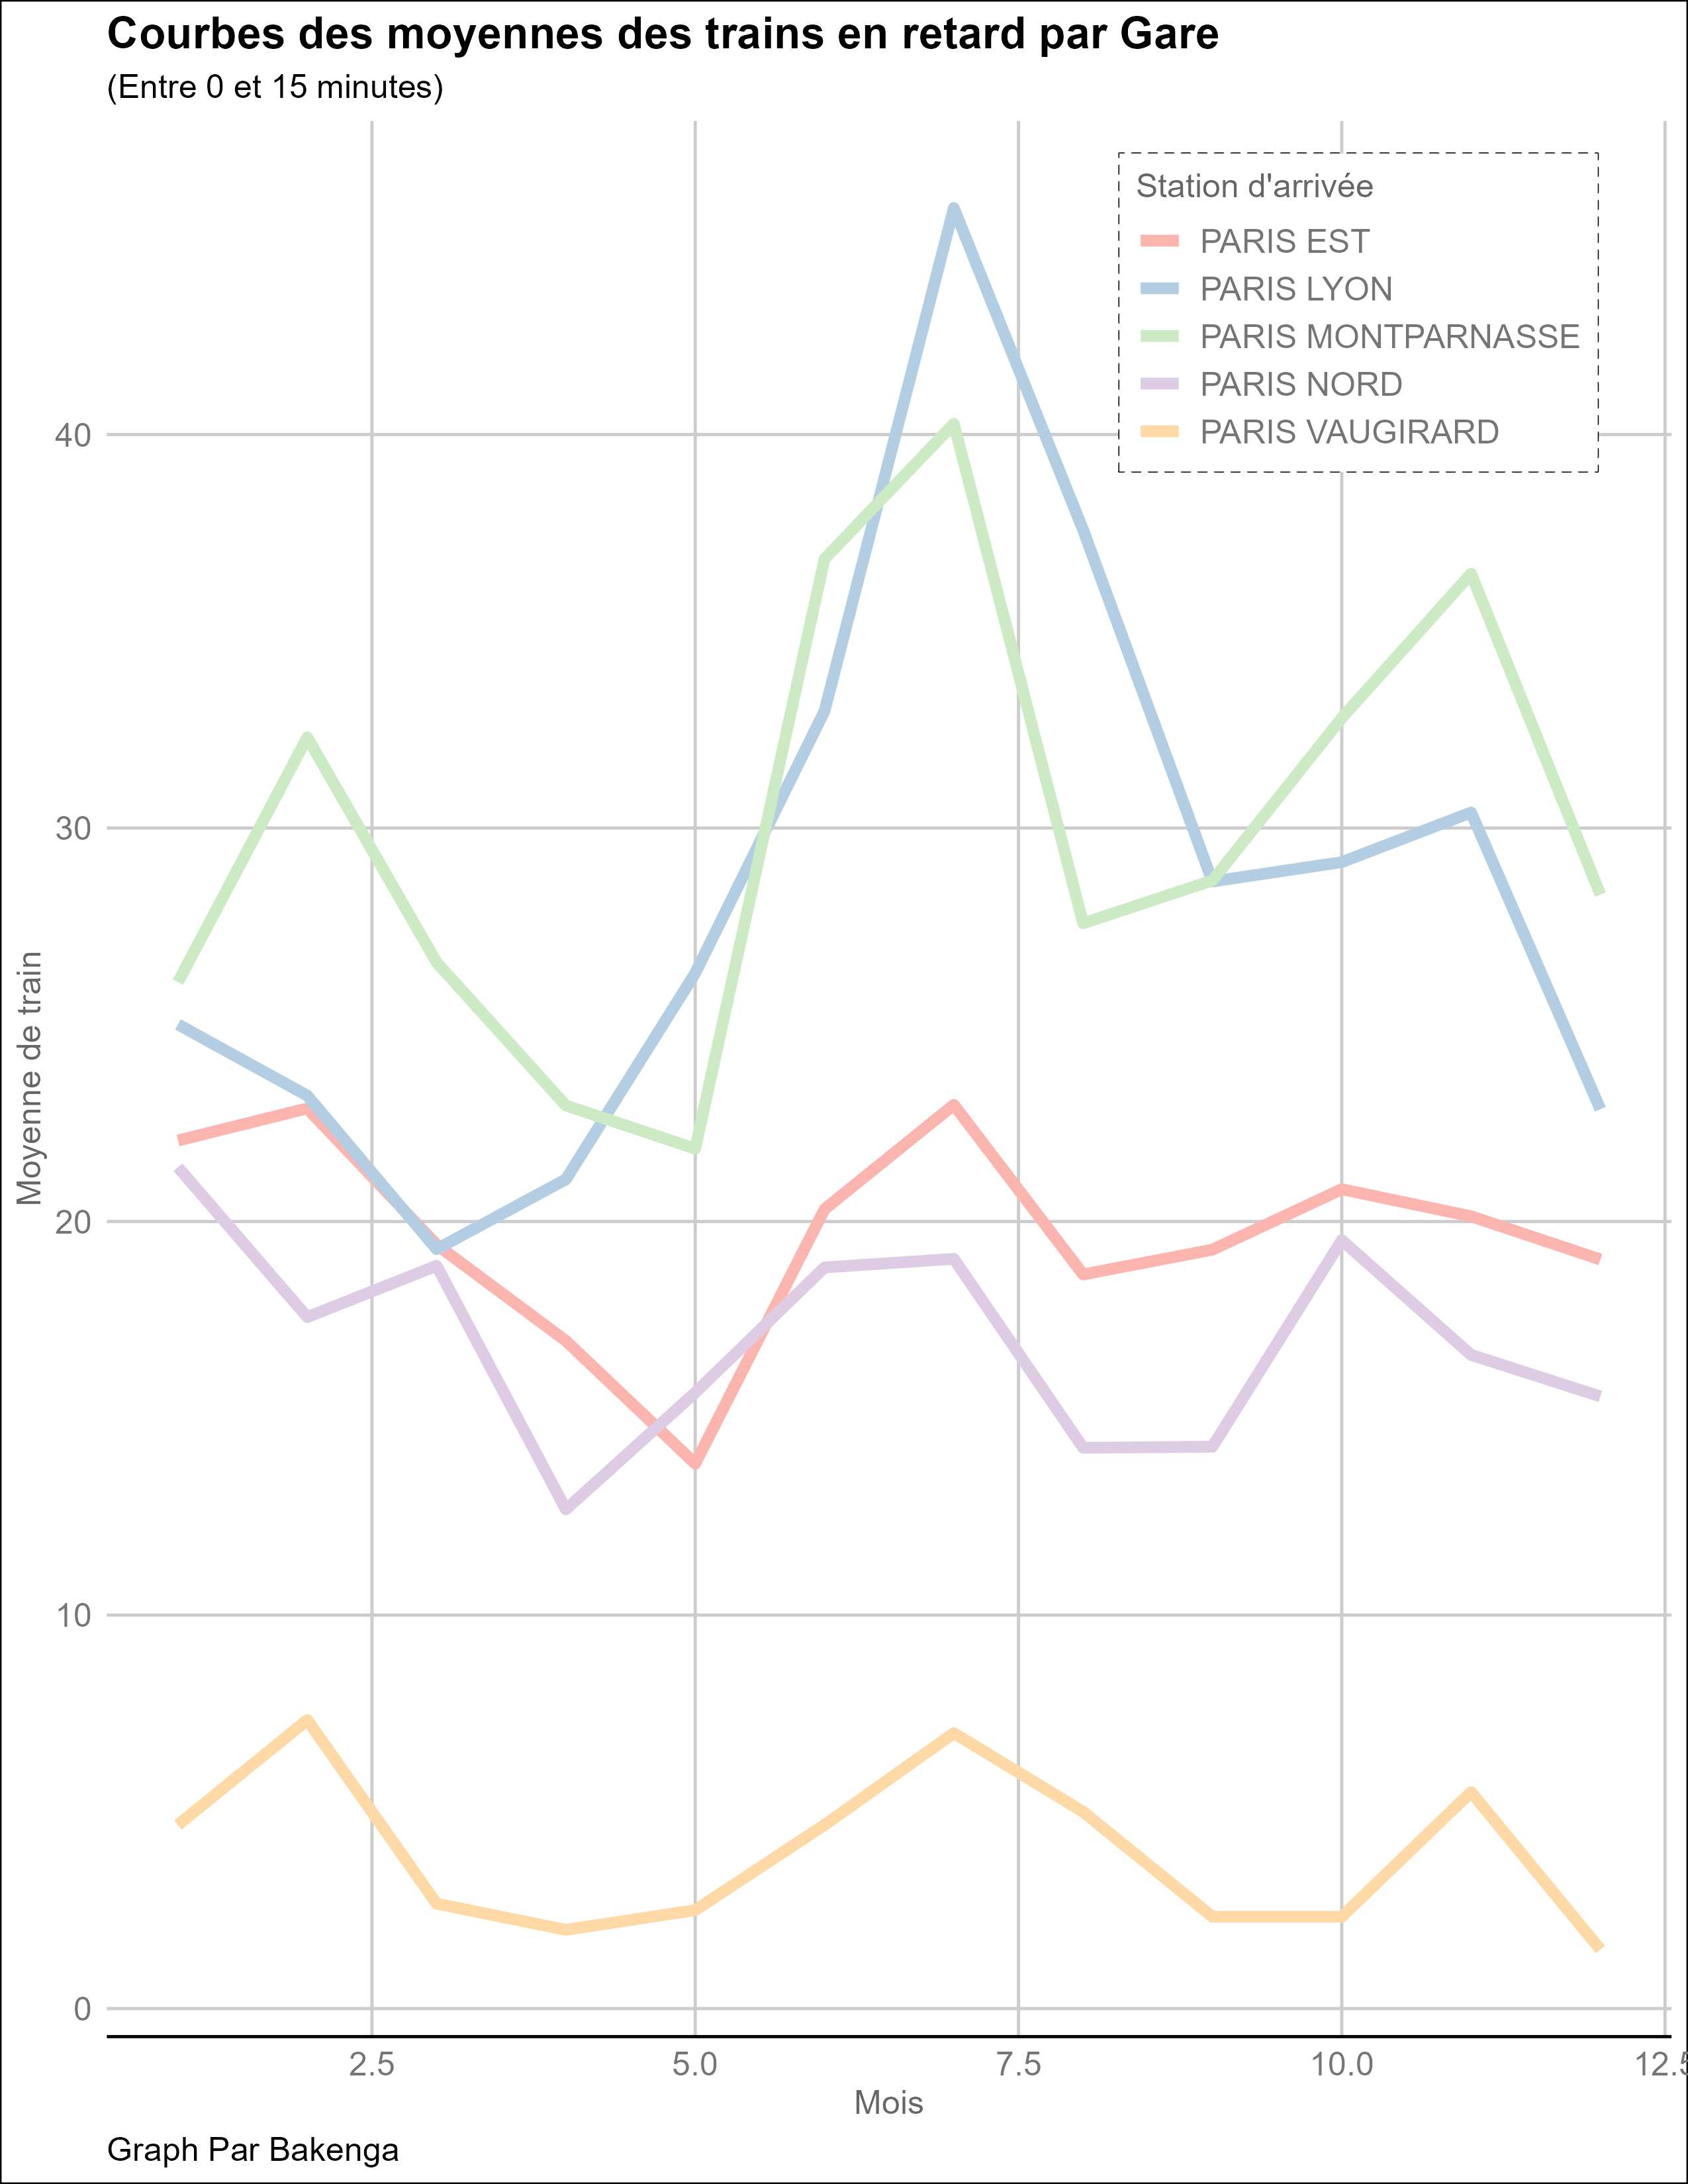 Courbes des moyennes des trains en retard par Gare
(Entre 0 et 15 minutes)
Station d'arrivée
PARIS EST
PARIS LYON
PARIS MONTPARNASSE
PARIS NORD
PARIS VAUGIRARD
40
30
20
10
0
Moyenne de train
2.5 5.0 7.5 10.0 12.5
Mois
Graph Par Bakenga